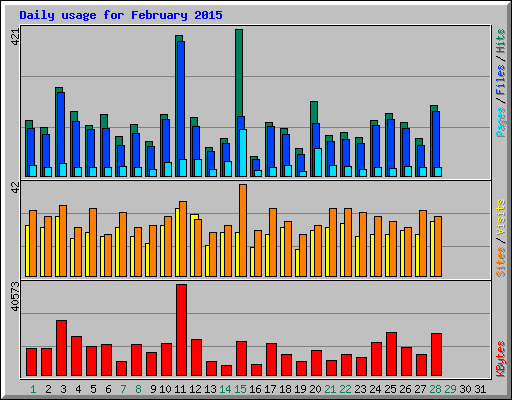 Daily usage for February 2015
421
Pages / Files / Hits
42
Sites / Visits
40573
KBytes
1 2 3 4 5 6 7 8 9 10 11 12 13 14 15 16 17 18 19 20 21 22 23 24 25 26 27 28 29 30 31